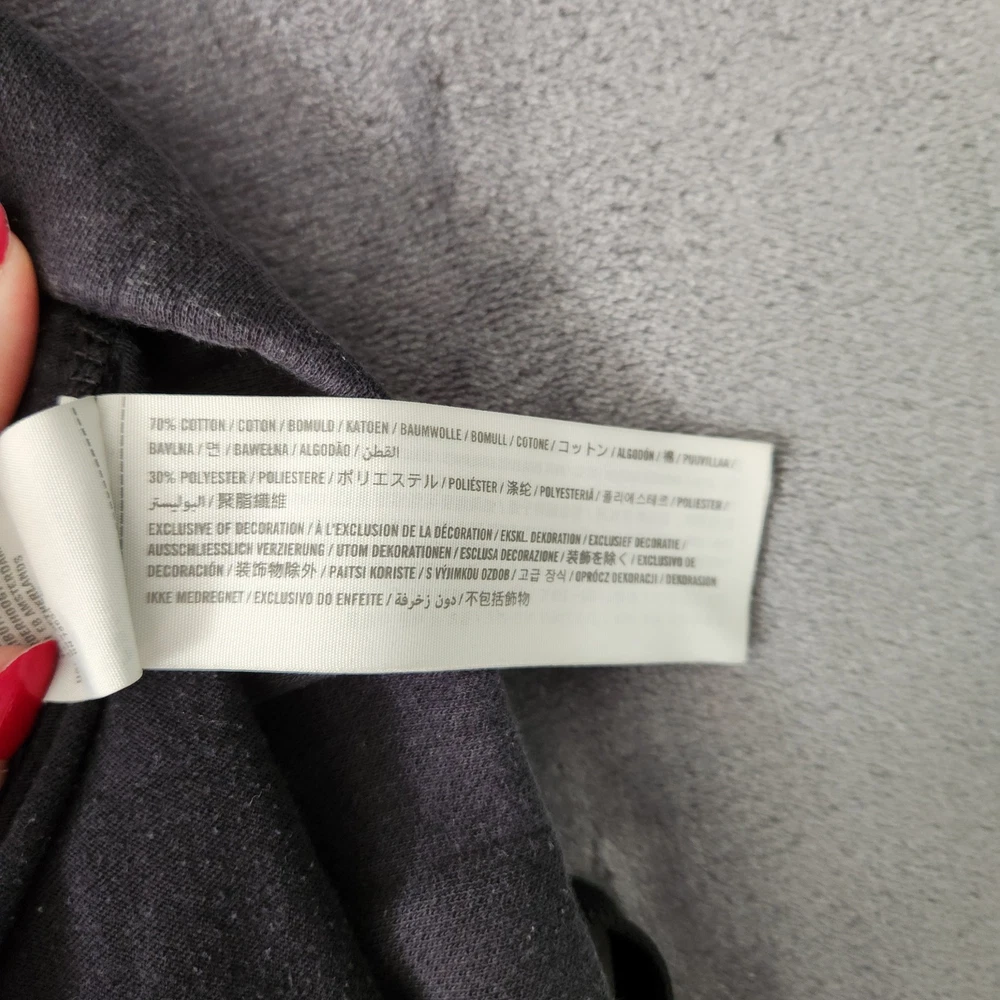 70% COTTON / COTON / BOMULD / KATOEN / BAUMWOLLE / BOMULL / COTONE / コットン / ALGODÓN / 棉 / PUUVILLAA /
BAVLNA / 면 / BAWEŁNA / ALGODÃO / القطن
30% POLYESTER / POLIESTERE / ポリエステル / POLIÉSTER / 涤纶 / POLYESTERIÄ / 폴리에스테르 / POLIESTER /
البوليستر / 聚脂纖維
EXCLUSIVE OF DECORATION / À L'EXCLUSION DE LA DÉCORATION / EKSKL. DEKORATION / EXCLUSIEF DECORATIE /
AUSSCHLIESSLICH VERZIERUNG / UTOM DEKORATIONEN / ESCLUSA DECORAZIONE / 装飾を除く / EXCLUSIVO DE
DECORACIÓN / 装饰物除外 / PAITSI KORISTE / S VÝJIMKOU OZDOB / 고급 장식 / OPRÓCZ DEKORACJI / DEKORASJON
IKKE MEDREGNET / EXCLUSIVO DO ENFEITE / دون زخرفة / 不包括飾物